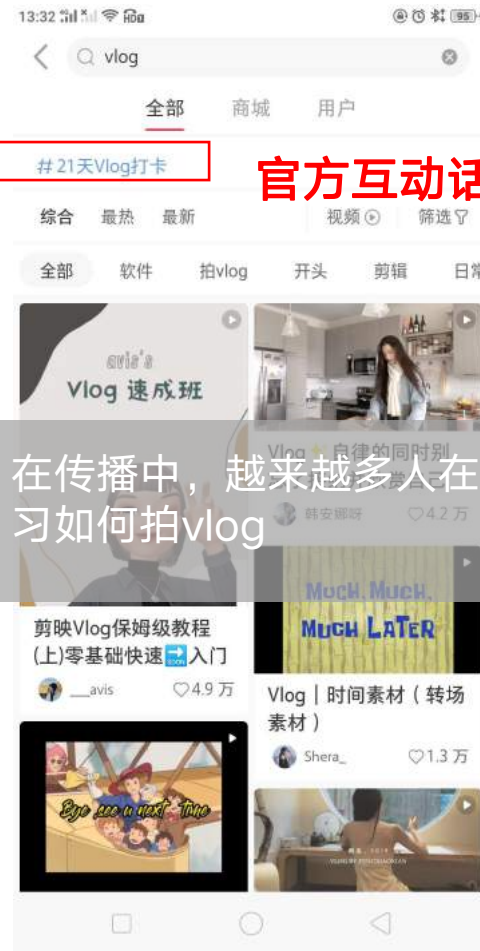 13:32
95
vlog
全部 商城 用户
#21天Vlog打卡
官方互动话
综合 最热 最新 视频 筛选
全部 软件 拍vlog 开头 剪辑 日常
avis's
Vlog 速成班
Vlog✨自律的同时别
在传播中，越来越多人在
习如何拍vlog
韩安娜呀 4.2万
剪映Vlog保姆级教程
(上)零基础快速➡️入门
___avis 4.9万
MUCH, MUCH,
MUCH LATER
Vlog｜时间素材（转场
素材）
Shera_ 1.3万
Bye see u next time